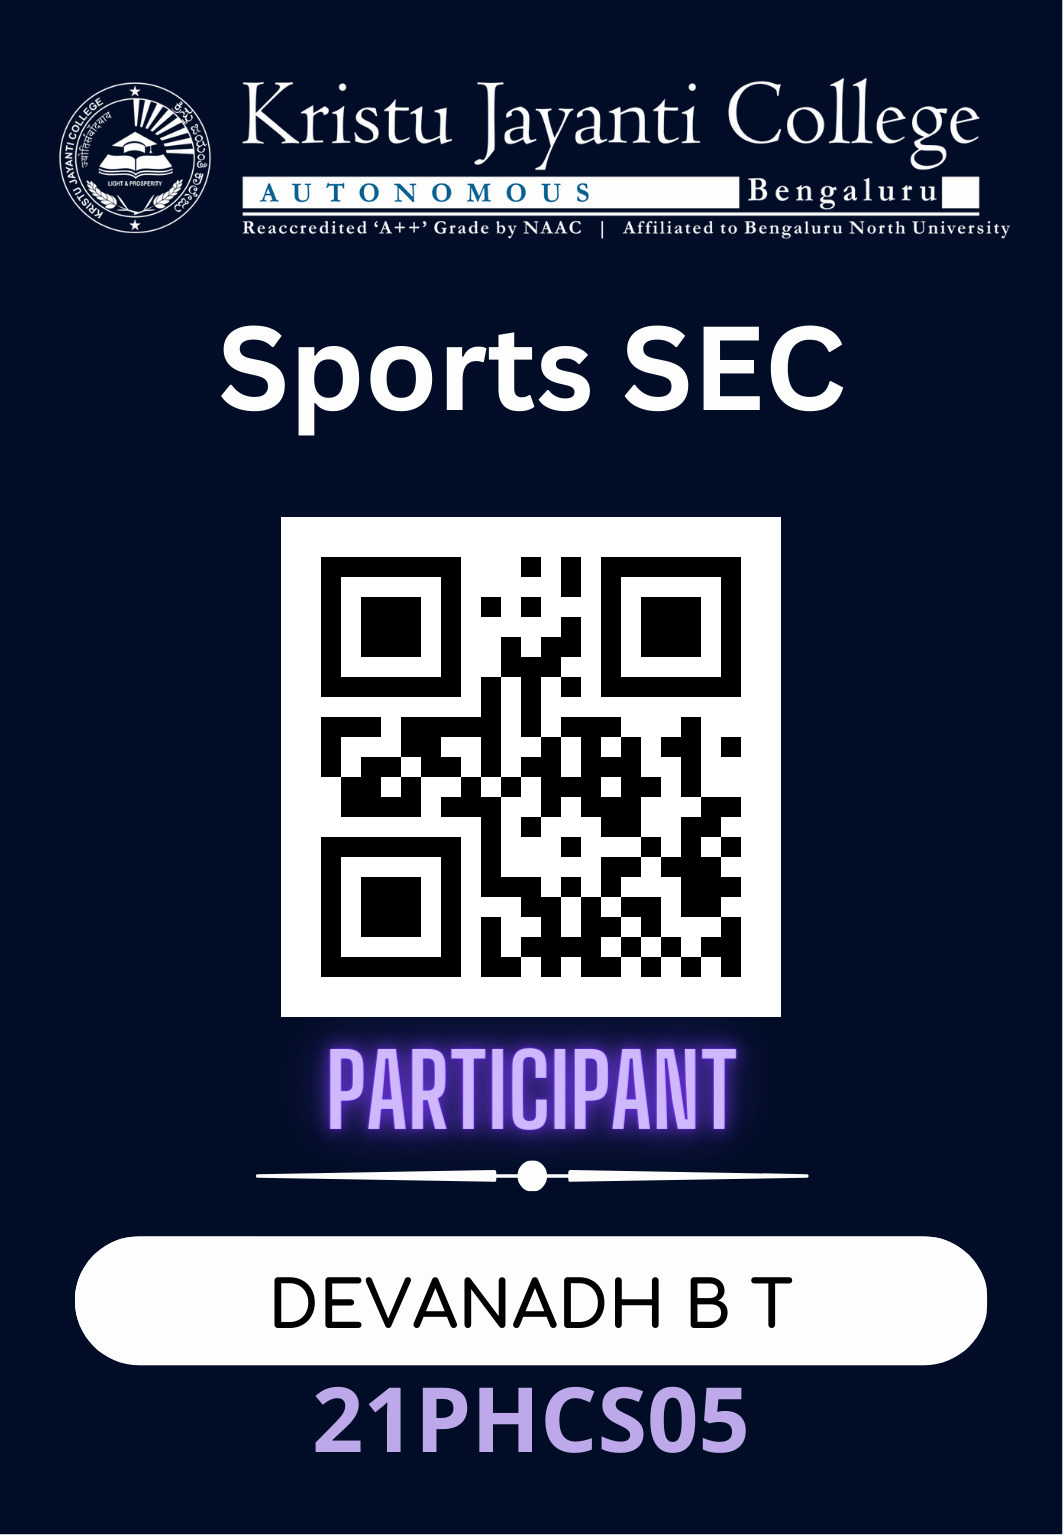 KRISTU JAYANTI COLLEGE
LIGHT & PROSPERITY
Kristu Jayanti College
AUTONOMOUS Bengaluru
Reaccredited ‘A++’ Grade by NAAC | Affiliated to Bengaluru North University
Sports SEC
PARTICIPANT
DEVANADH B T
21PHCS05